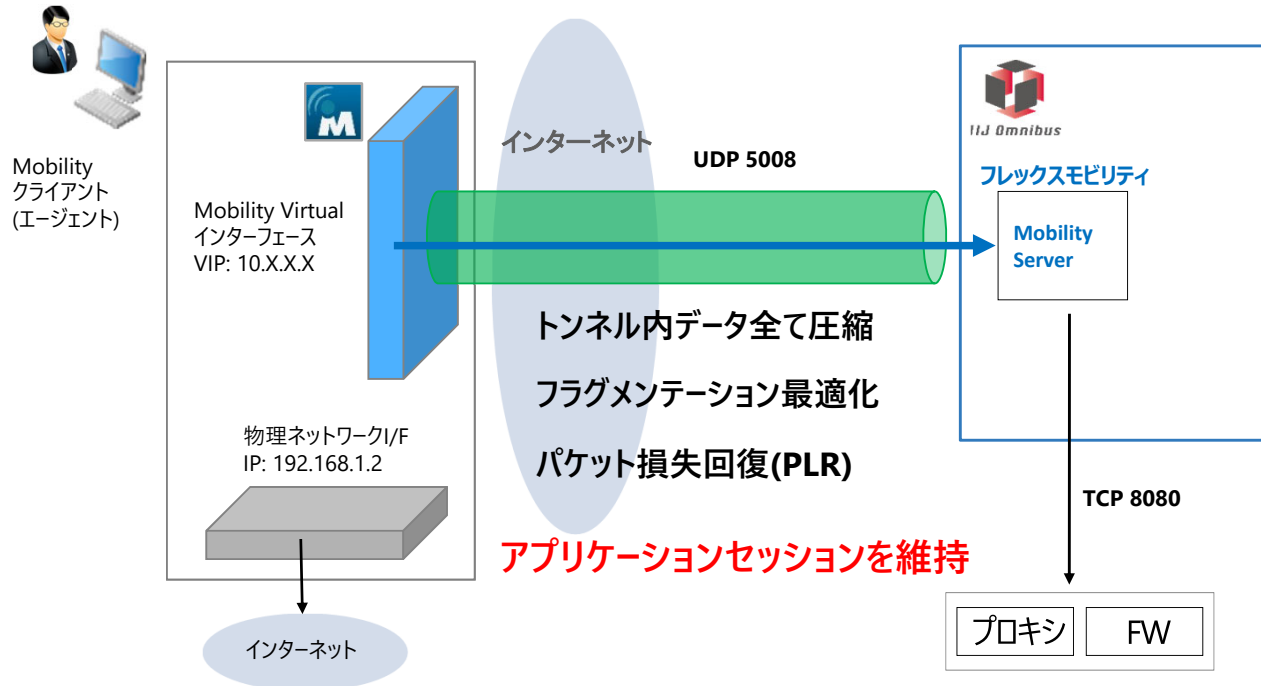 Mobility
クライアント
(エージェント)
M
Mobility Virtual
インターフェース
VIP: 10.X.X.X
物理ネットワークI/F
IP: 192.168.1.2
インターネット
インターネット
UDP 5008
トンネル内データ全て圧縮
フラグメンテーション最適化
パケット損失回復(PLR)
アプリケーションセッションを維持
IIJ Omnibus
フレックスモビリティ
Mobility
Server
TCP 8080
プロキシ
FW